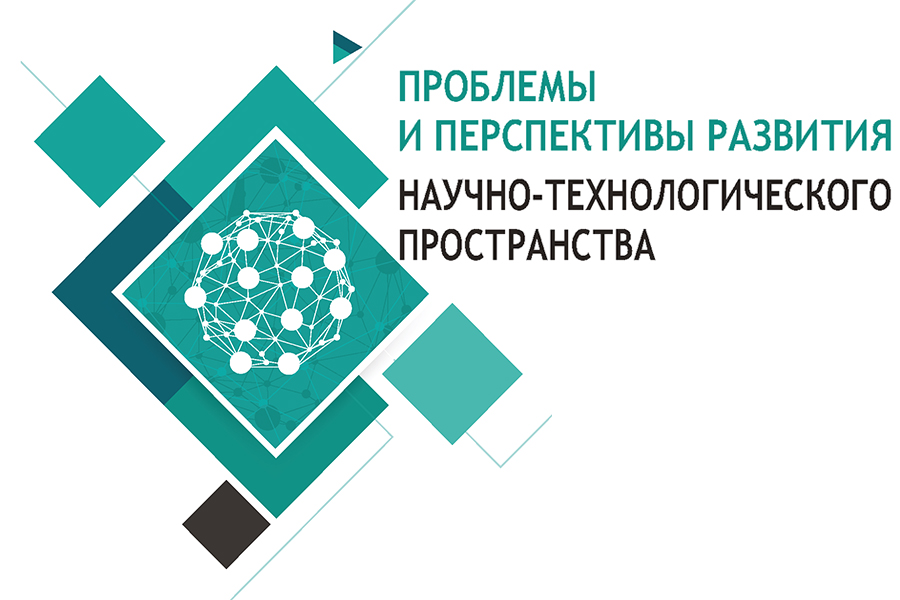 ПРОБЛЕМЫ
И ПЕРСПЕКТИВЫ РАЗВИТИЯ
НАУЧНО-ТЕХНОЛОГИЧЕСКОГО
ПРОСТРАНСТВА